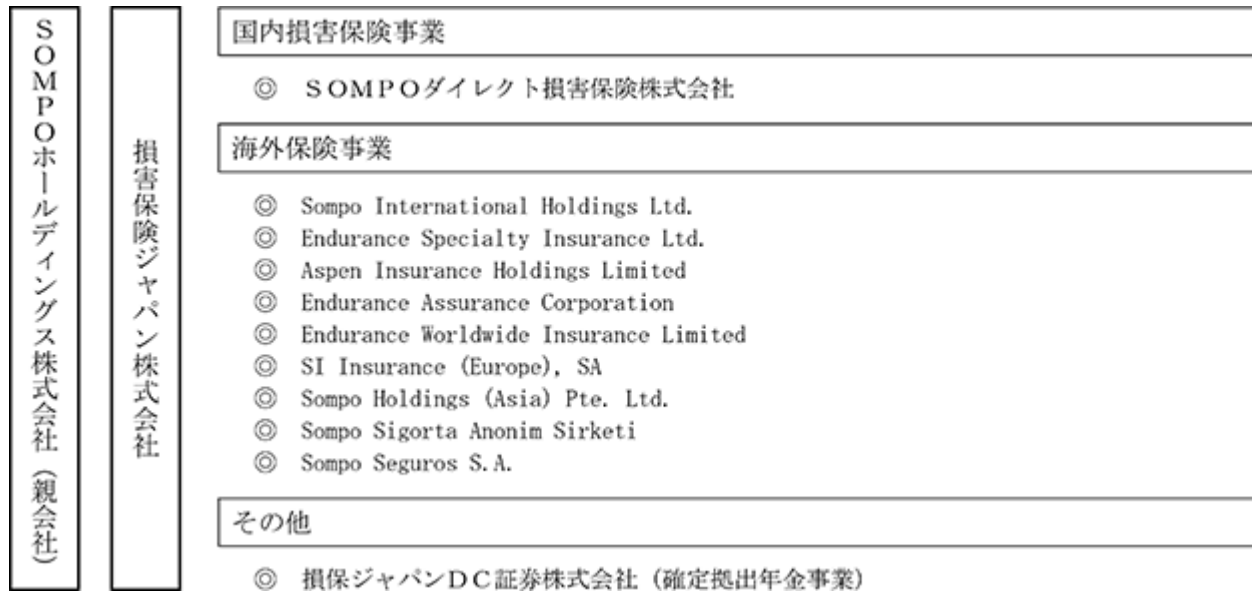 ＳＯＭＰＯホールディングス株式会社（親会社）
損害保険ジャパン株式会社
国内損害保険事業
◎ ＳＯＭＰＯダイレクト損害保険株式会社
海外保険事業
◎ Sompo International Holdings Ltd.
◎ Endurance Specialty Insurance Ltd.
◎ Aspen Insurance Holdings Limited
◎ Endurance Assurance Corporation
◎ Endurance Worldwide Insurance Limited
◎ SI Insurance (Europe), SA
◎ Sompo Holdings (Asia) Pte. Ltd.
◎ Sompo Sigorta Anonim Sirketi
◎ Sompo Seguros S.A.
その他
◎ 損保ジャパンＤＣ証券株式会社（確定拠出年金事業）